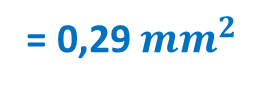 = 0,29 mm²